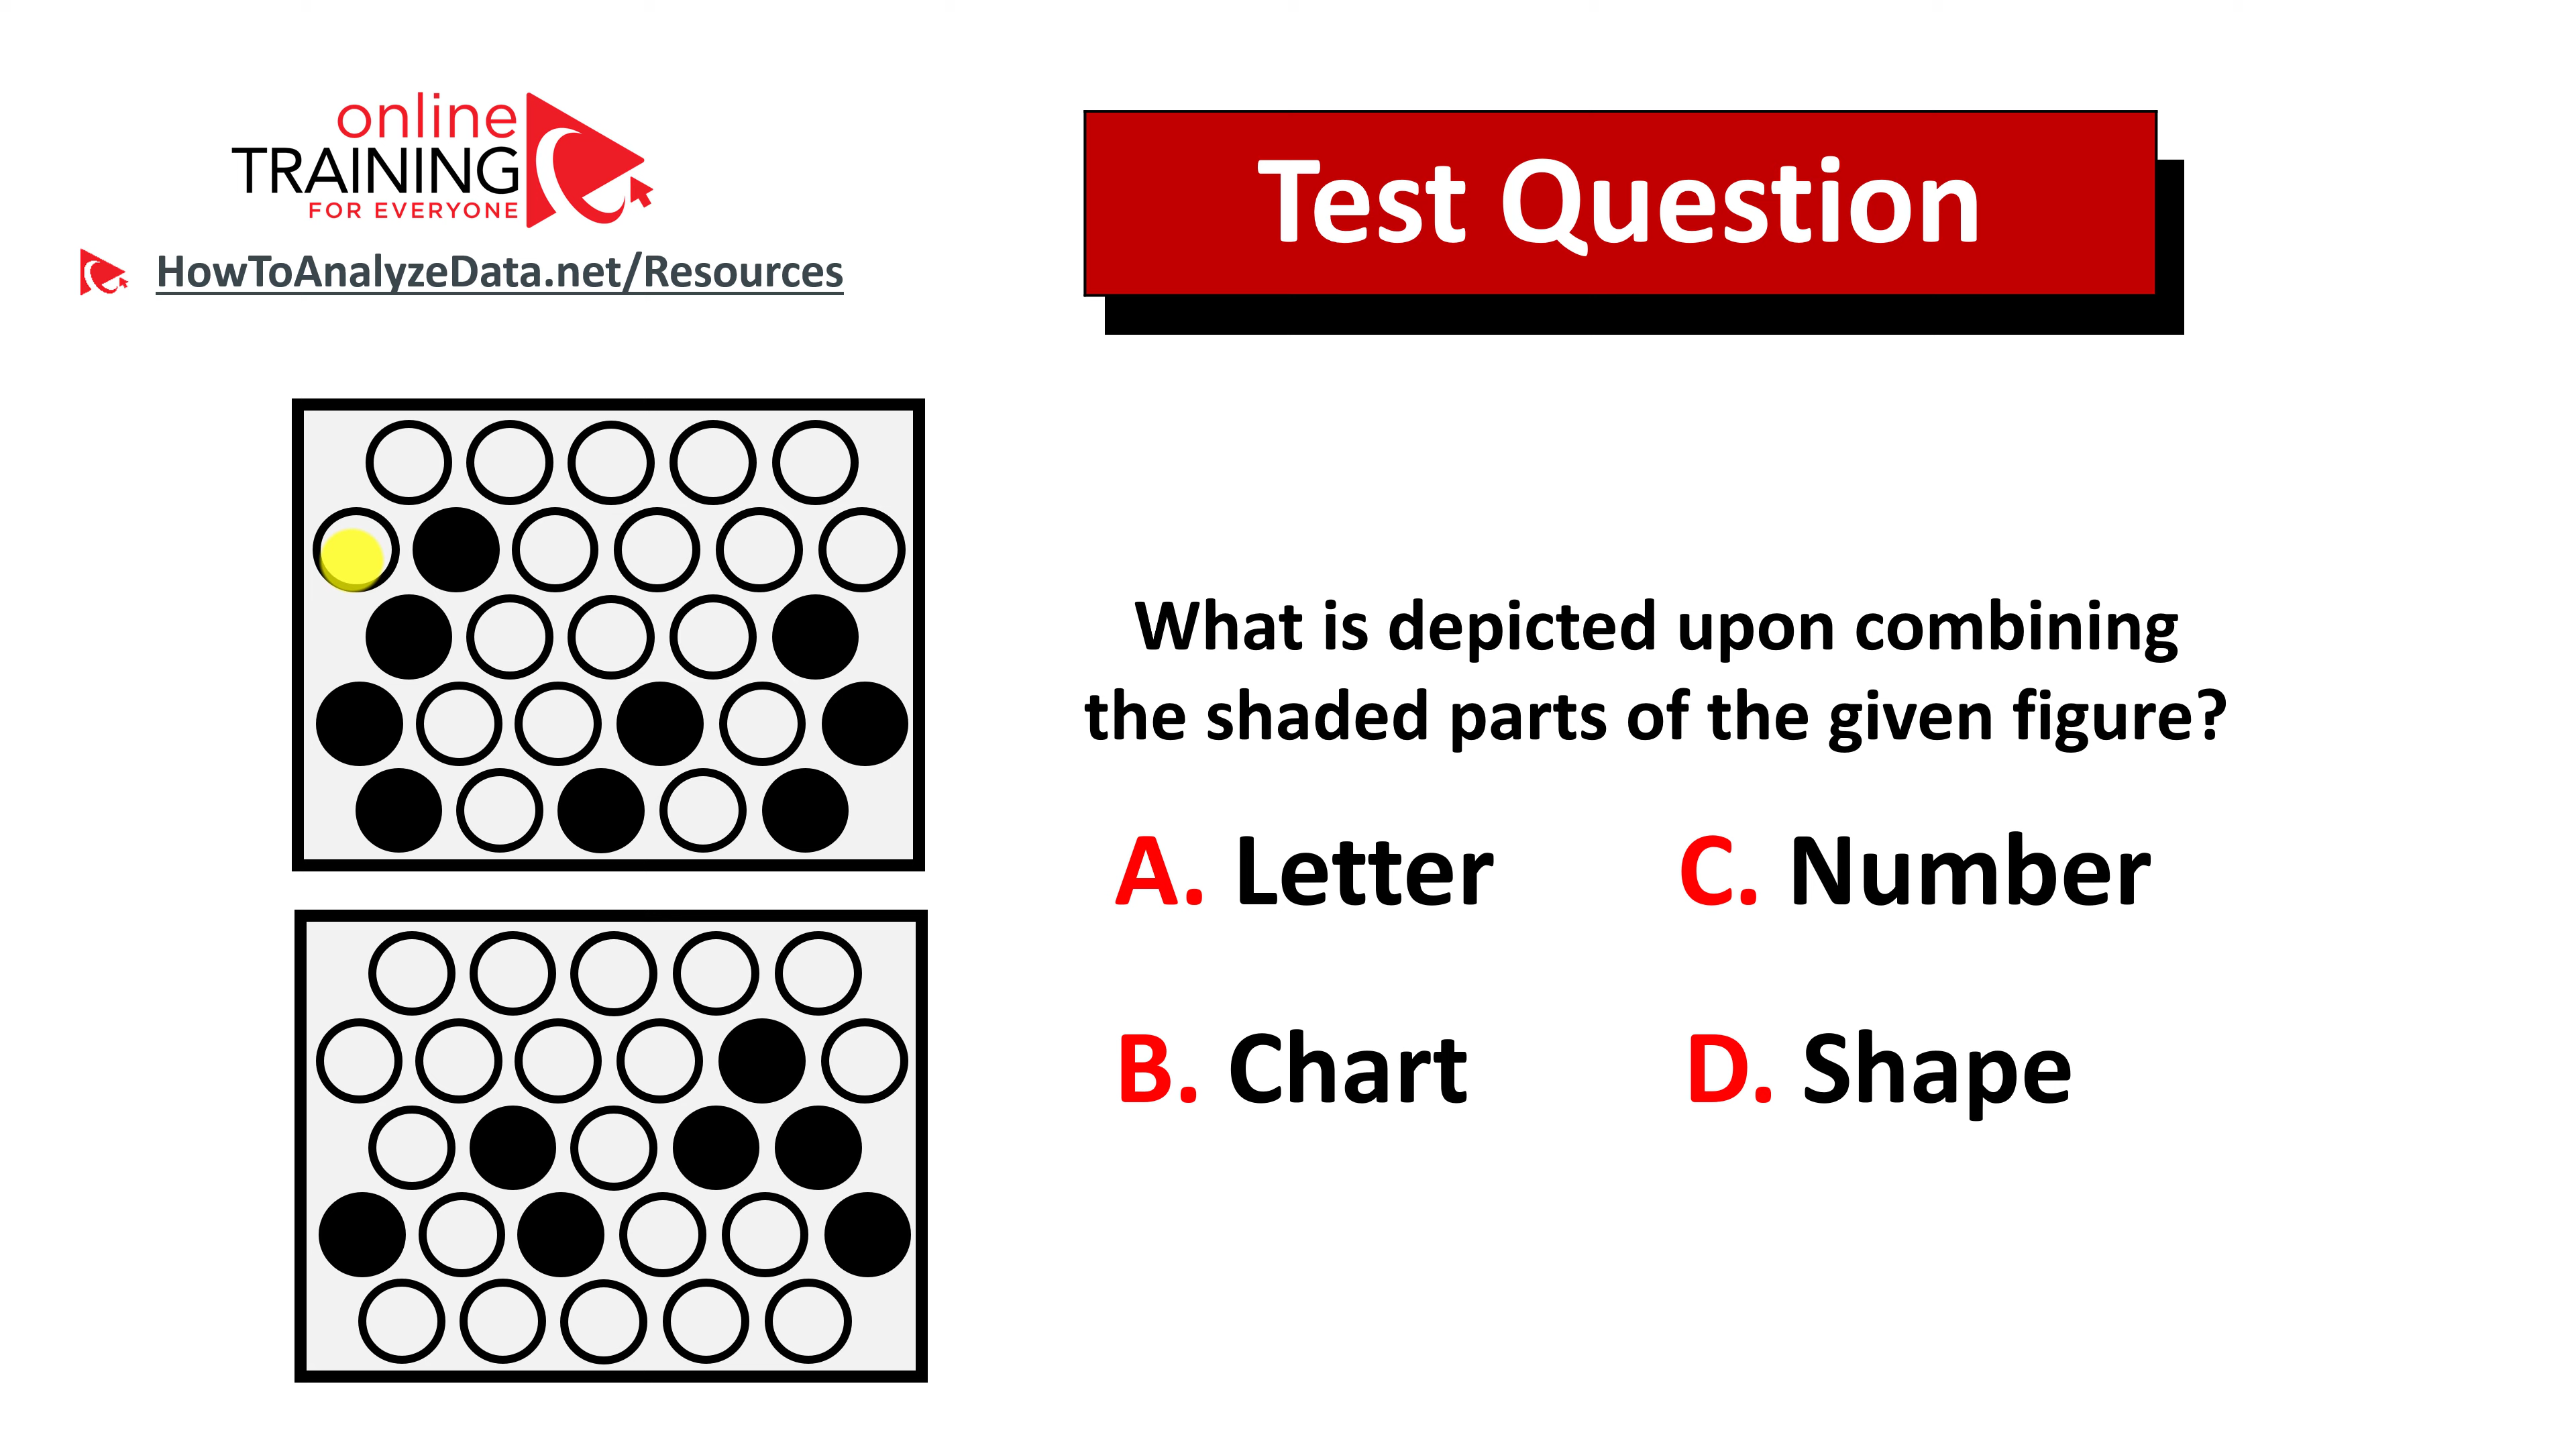 online
TRAINING
FOR EVERYONE
HowToAnalyzeData.net/Resources
Test Question
What is depicted upon combining
the shaded parts of the given figure?
A. Letter
C. Number
B. Chart
D. Shape